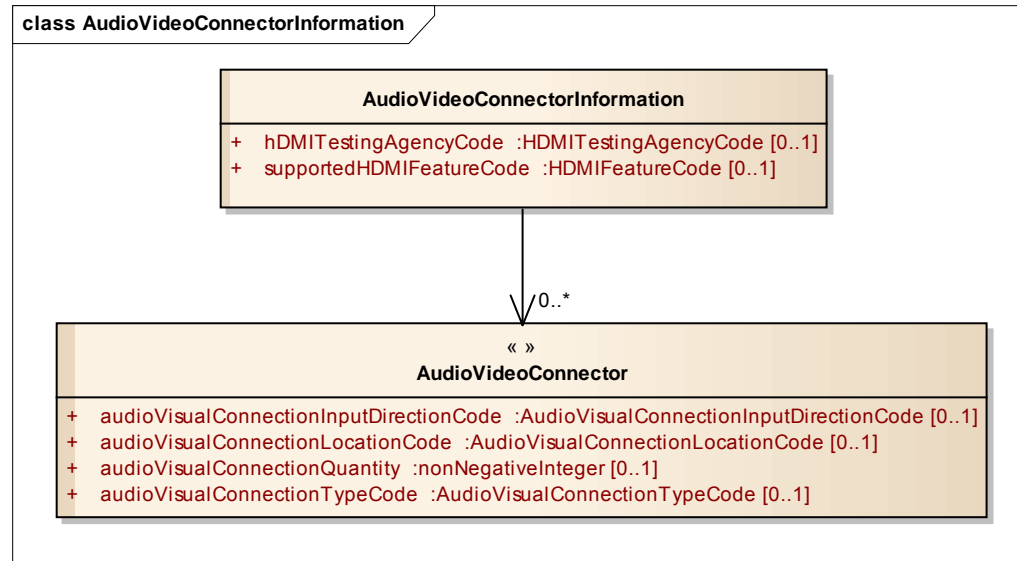 class AudioVideoConnectorInformation
AudioVideoConnectorInformation
+ hDMITestingAgencyCode :HDMITestingAgencyCode [0..1]
+ supportedHDMIFeatureCode :HDMIFeatureCode [0..1]
0..*
« »
AudioVideoConnector
+ audioVisualConnectionInputDirectionCode :AudioVisualConnectionInputDirectionCode [0..1]
+ audioVisualConnectionLocationCode :AudioVisualConnectionLocationCode [0..1]
+ audioVisualConnectionQuantity :nonNegativeInteger [0..1]
+ audioVisualConnectionTypeCode :AudioVisualConnectionTypeCode [0..1]